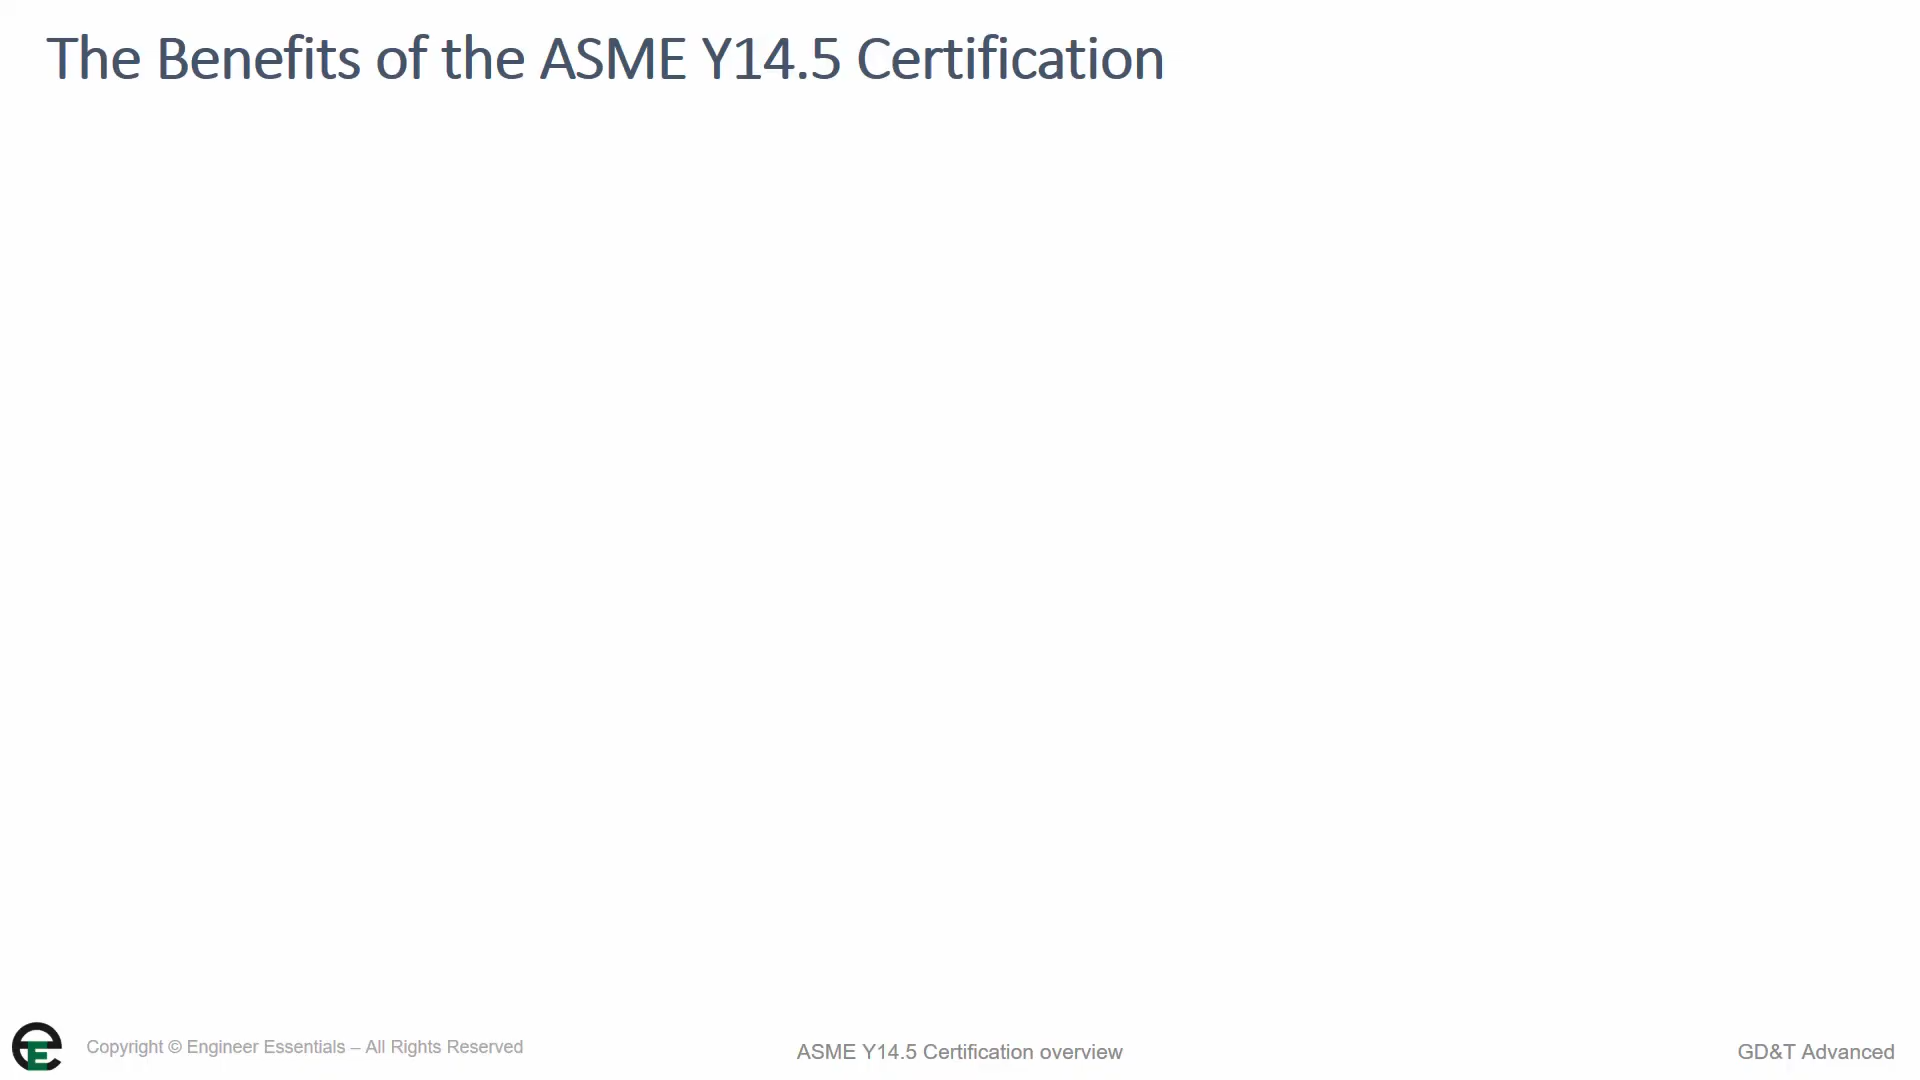 The Benefits of the ASME Y14.5 Certification
E
Copyright © Engineer Essentials – All Rights Reserved
ASME Y14.5 Certification overview
GD&T Advanced